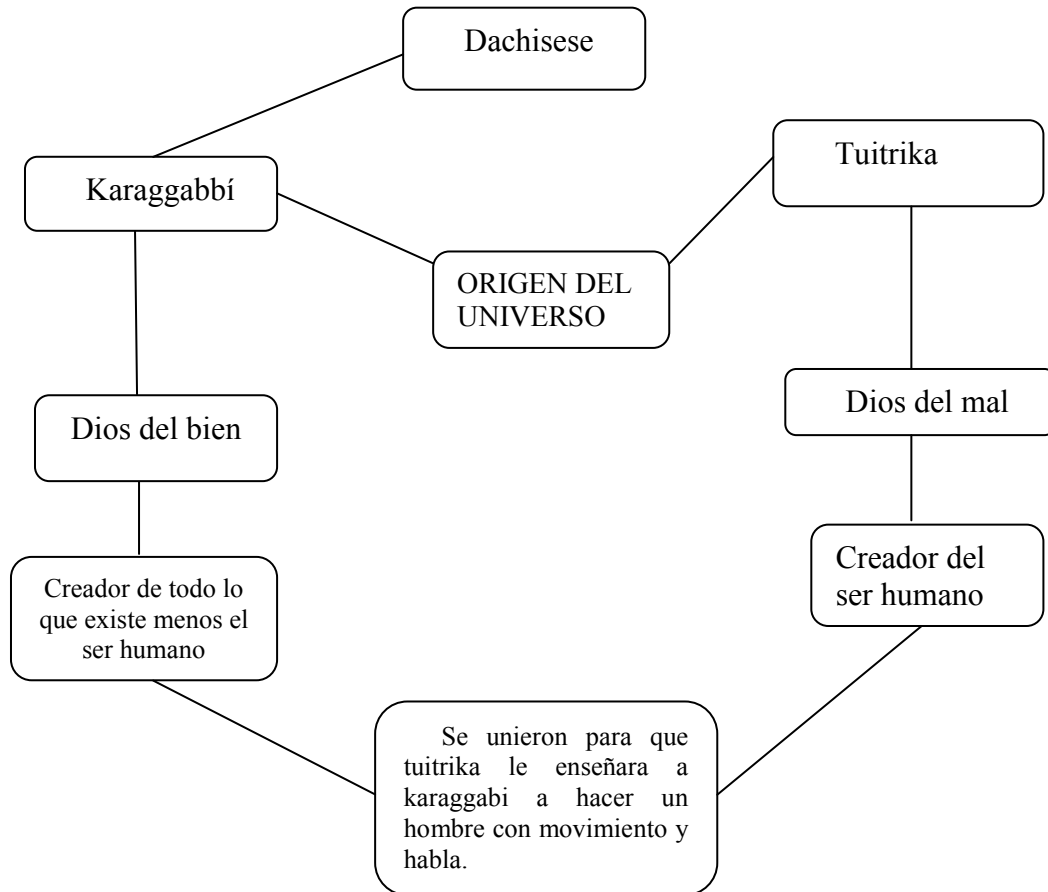 Dachisese
Tuitrika
Karaggabbí
ORIGEN DEL
UNIVERSO
Dios del mal
Dios del bien
Creador del
ser humano
Creador de todo lo
que existe menos el
ser humano
Se unieron para que
tuitrika le enseñara a
karaggabi a hacer un
hombre con movimiento y
habla.